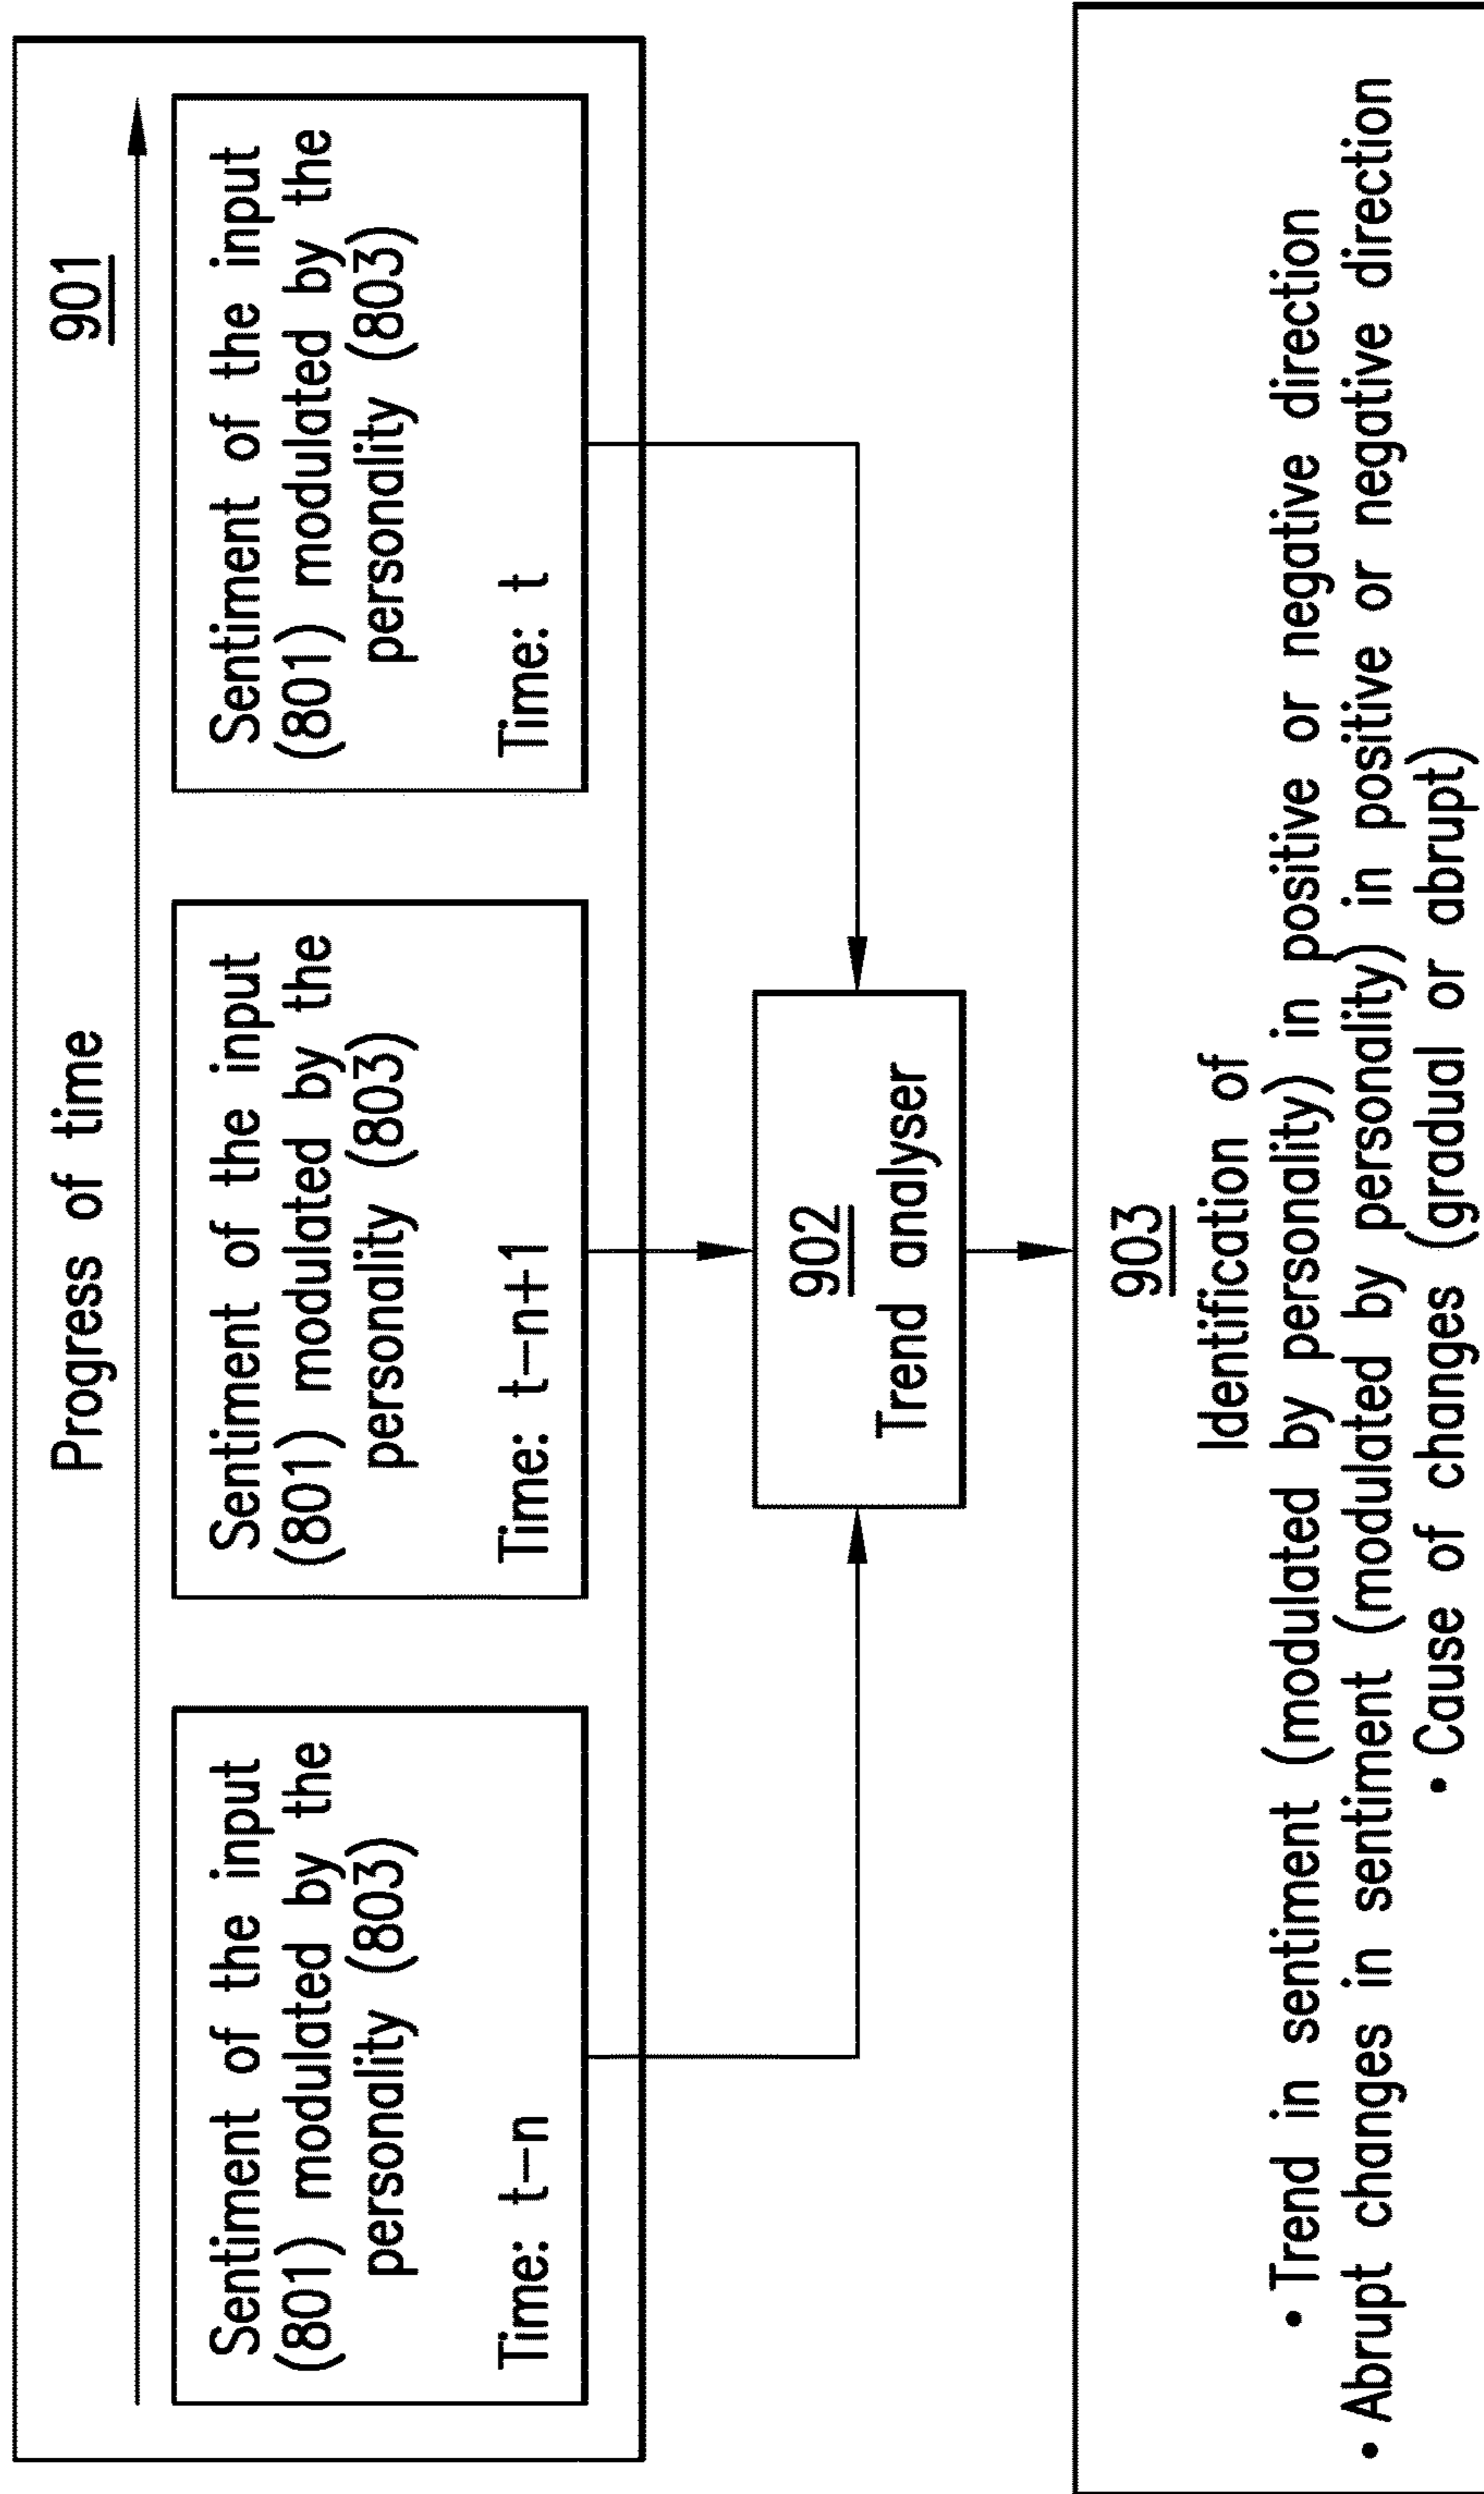 Progress of time
901
Sentiment of the input
(801) modulated by the
personality (803)
Time: t-n
Sentiment of the input
(801) modulated by the
personality (803)
Time: t-n+1
Sentiment of the input
(801) modulated by the
personality (803)
Time: t
902
Trend analyser
903
Identification of
• Trend in sentiment (modulated by personality) in positive or negative direction
• Abrupt changes in sentiment (modulated by personality) in positive or negative direction
• Cause of changes (gradual or abrupt)